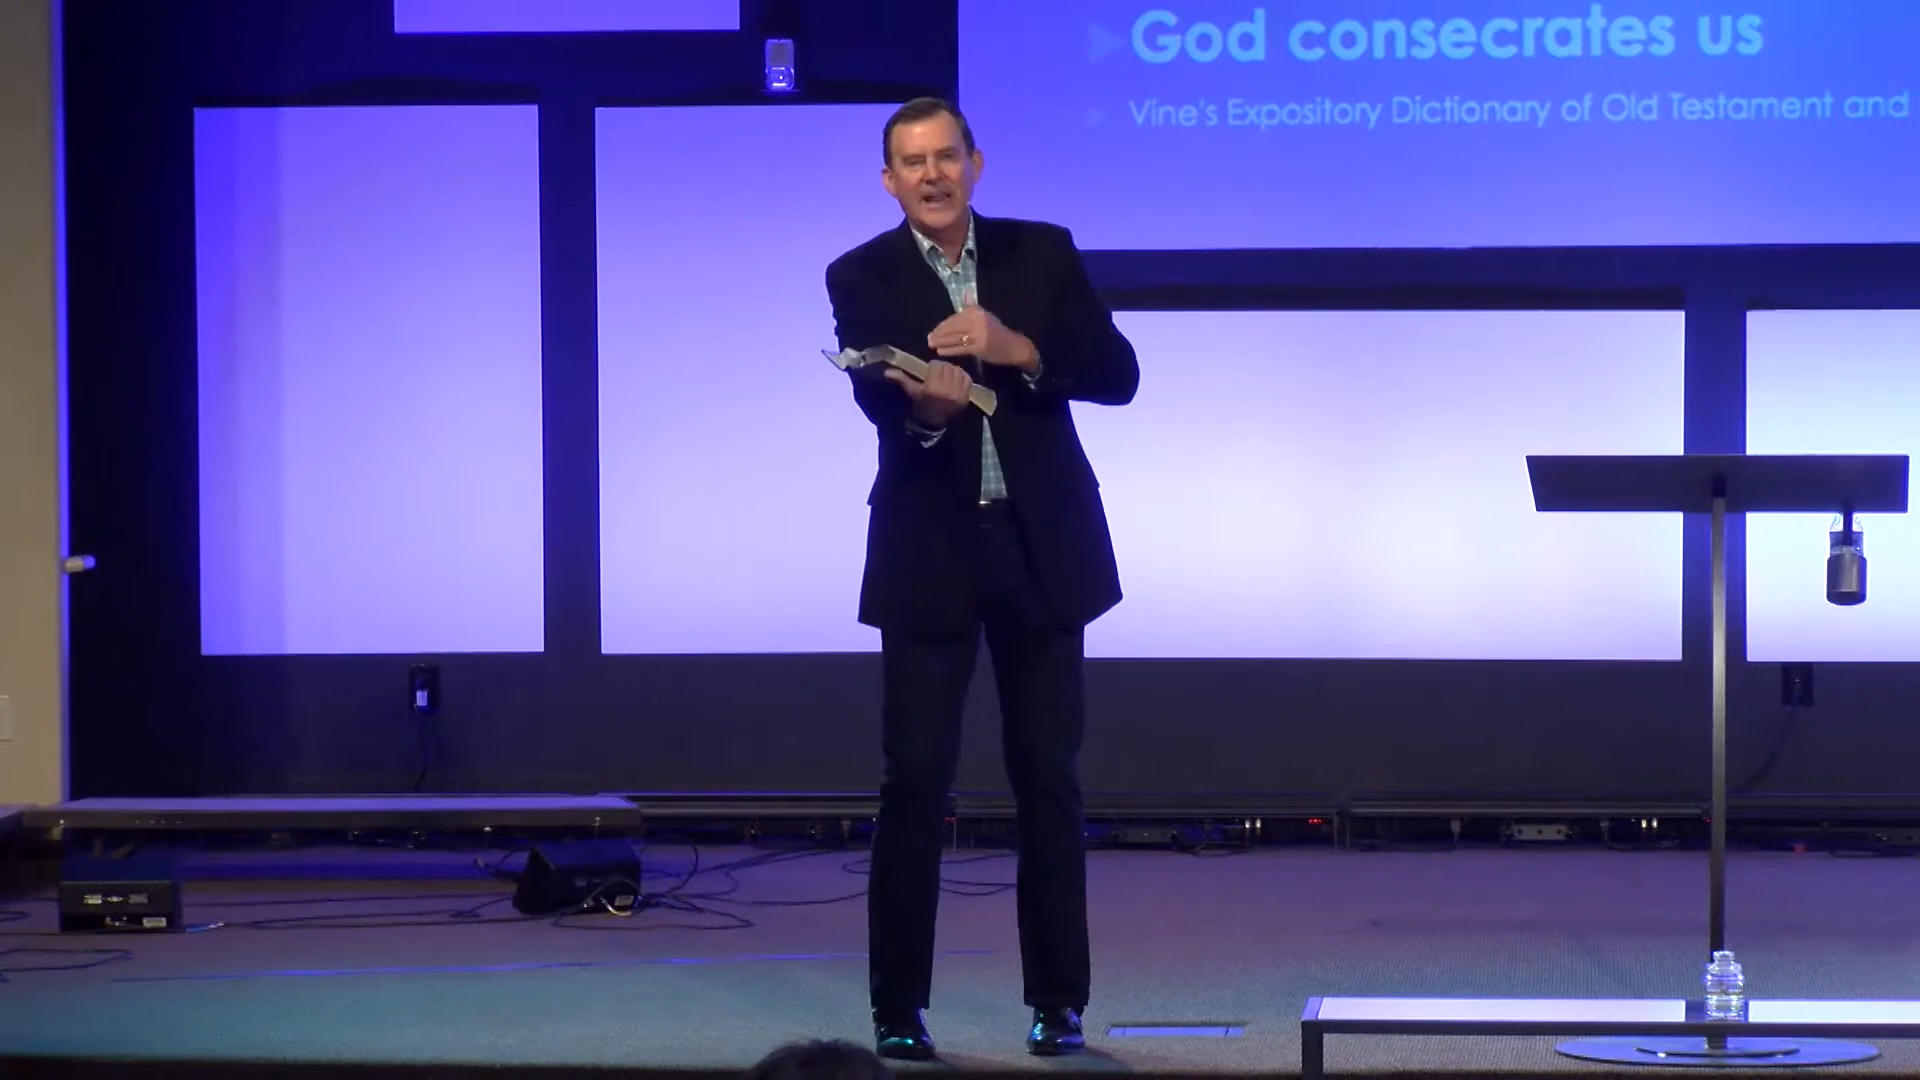 God consecrates us
Vine's Expository Dictionary of Old Testament and